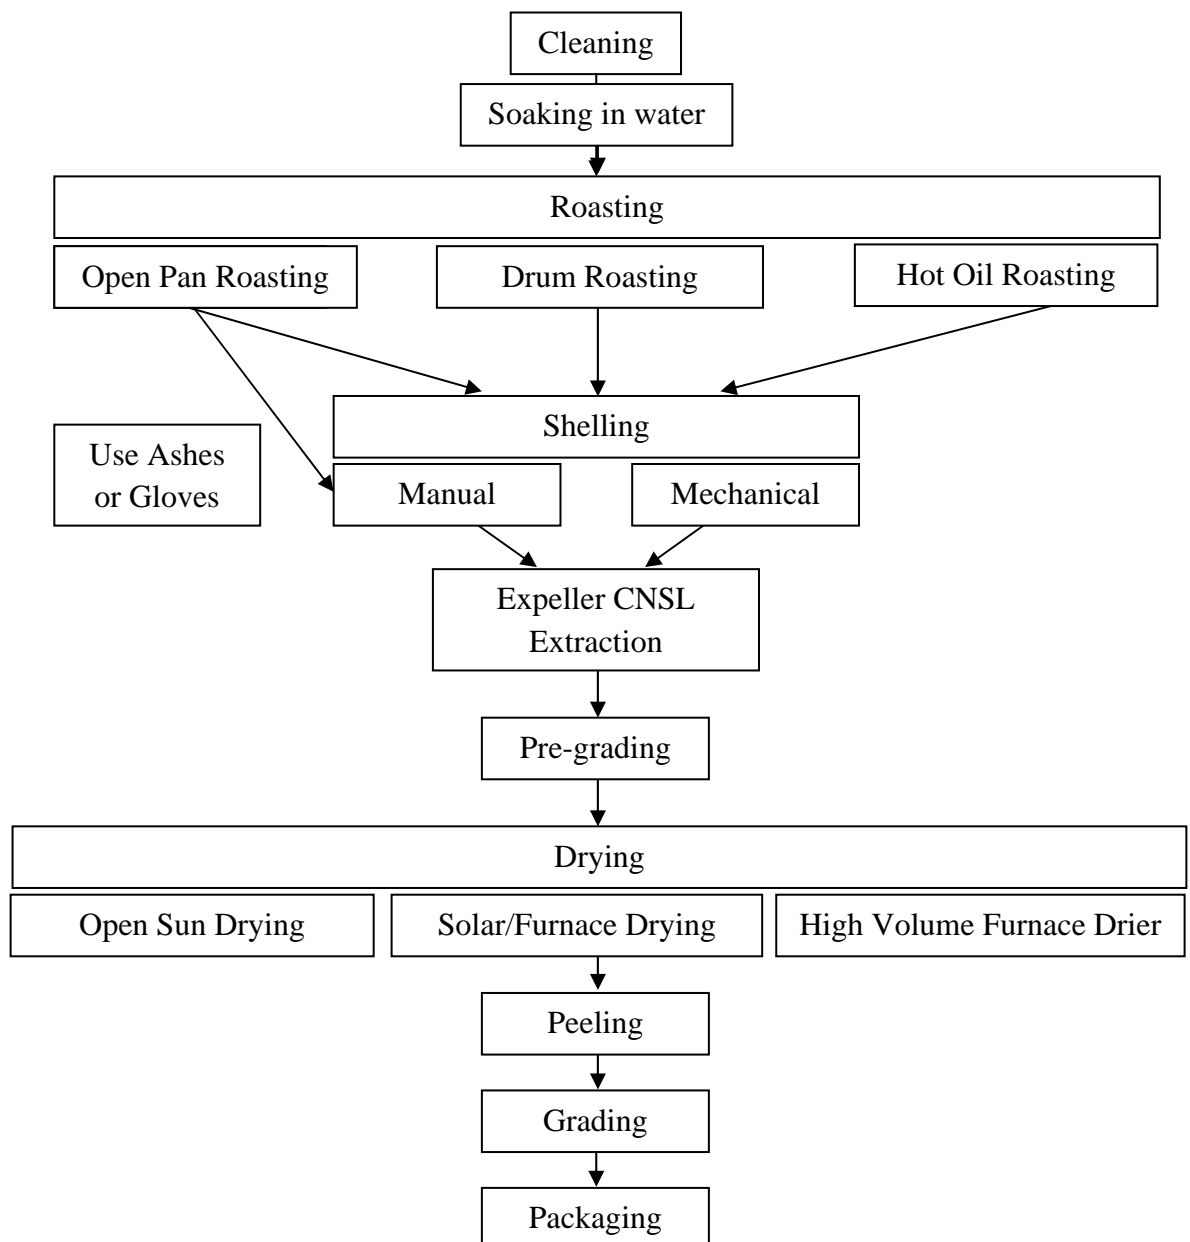 Cleaning
Soaking in water
Roasting
Open Pan Roasting
Drum Roasting
Hot Oil Roasting
Shelling
Use Ashes
or Gloves
Manual
Mechanical
Expeller CNSL
Extraction
Pre-grading
Drying
Open Sun Drying
Solar/Furnace Drying
High Volume Furnace Drier
Peeling
Grading
Packaging